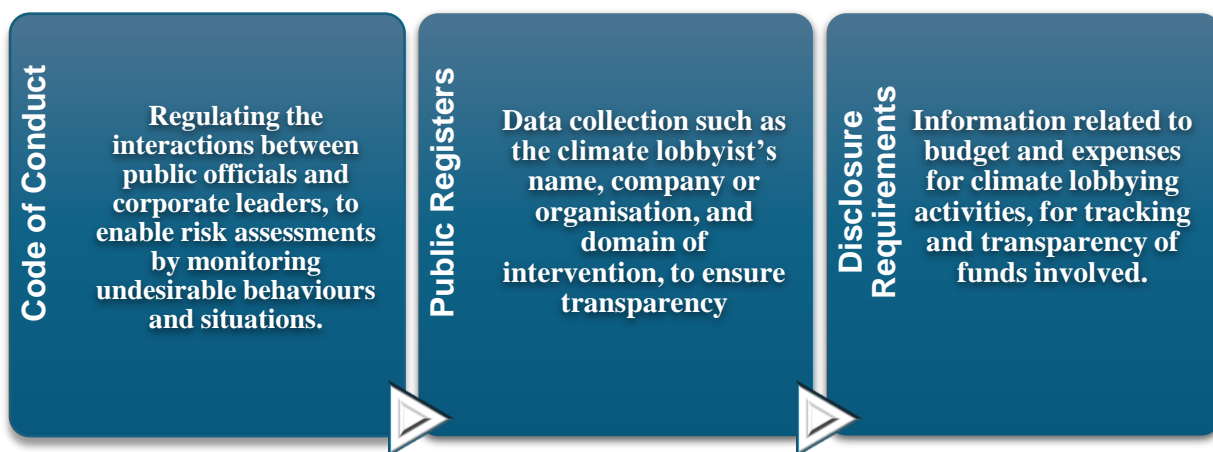 Code of Conduct
Regulating the
interactions between
public officials and
corporate leaders, to
enable risk assessments
by monitoring
undesirable behaviours
and situations.
Public Registers
Data collection such as
the climate lobbyist’s
name, company or
organisation, and
domain of
intervention, to ensure
transparency
Disclosure
Requirements
Information related to
budget and expenses
for climate lobbying
activities, for tracking
and transparency of
funds involved.